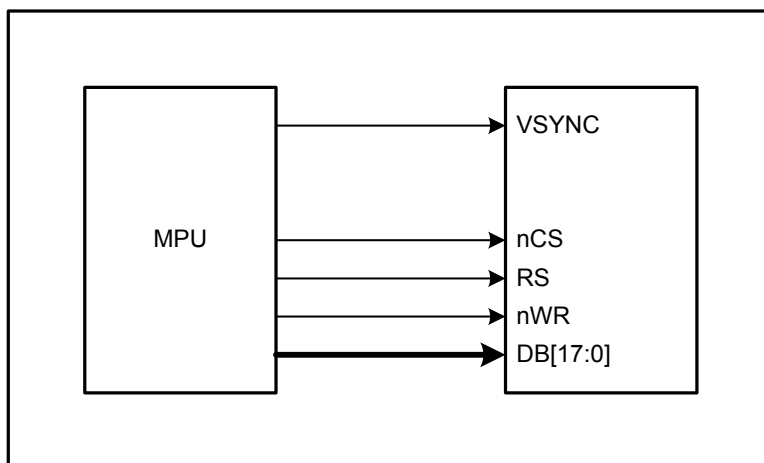 VSYNC
MPU
nCS
RS
nWR
DB[17:0]